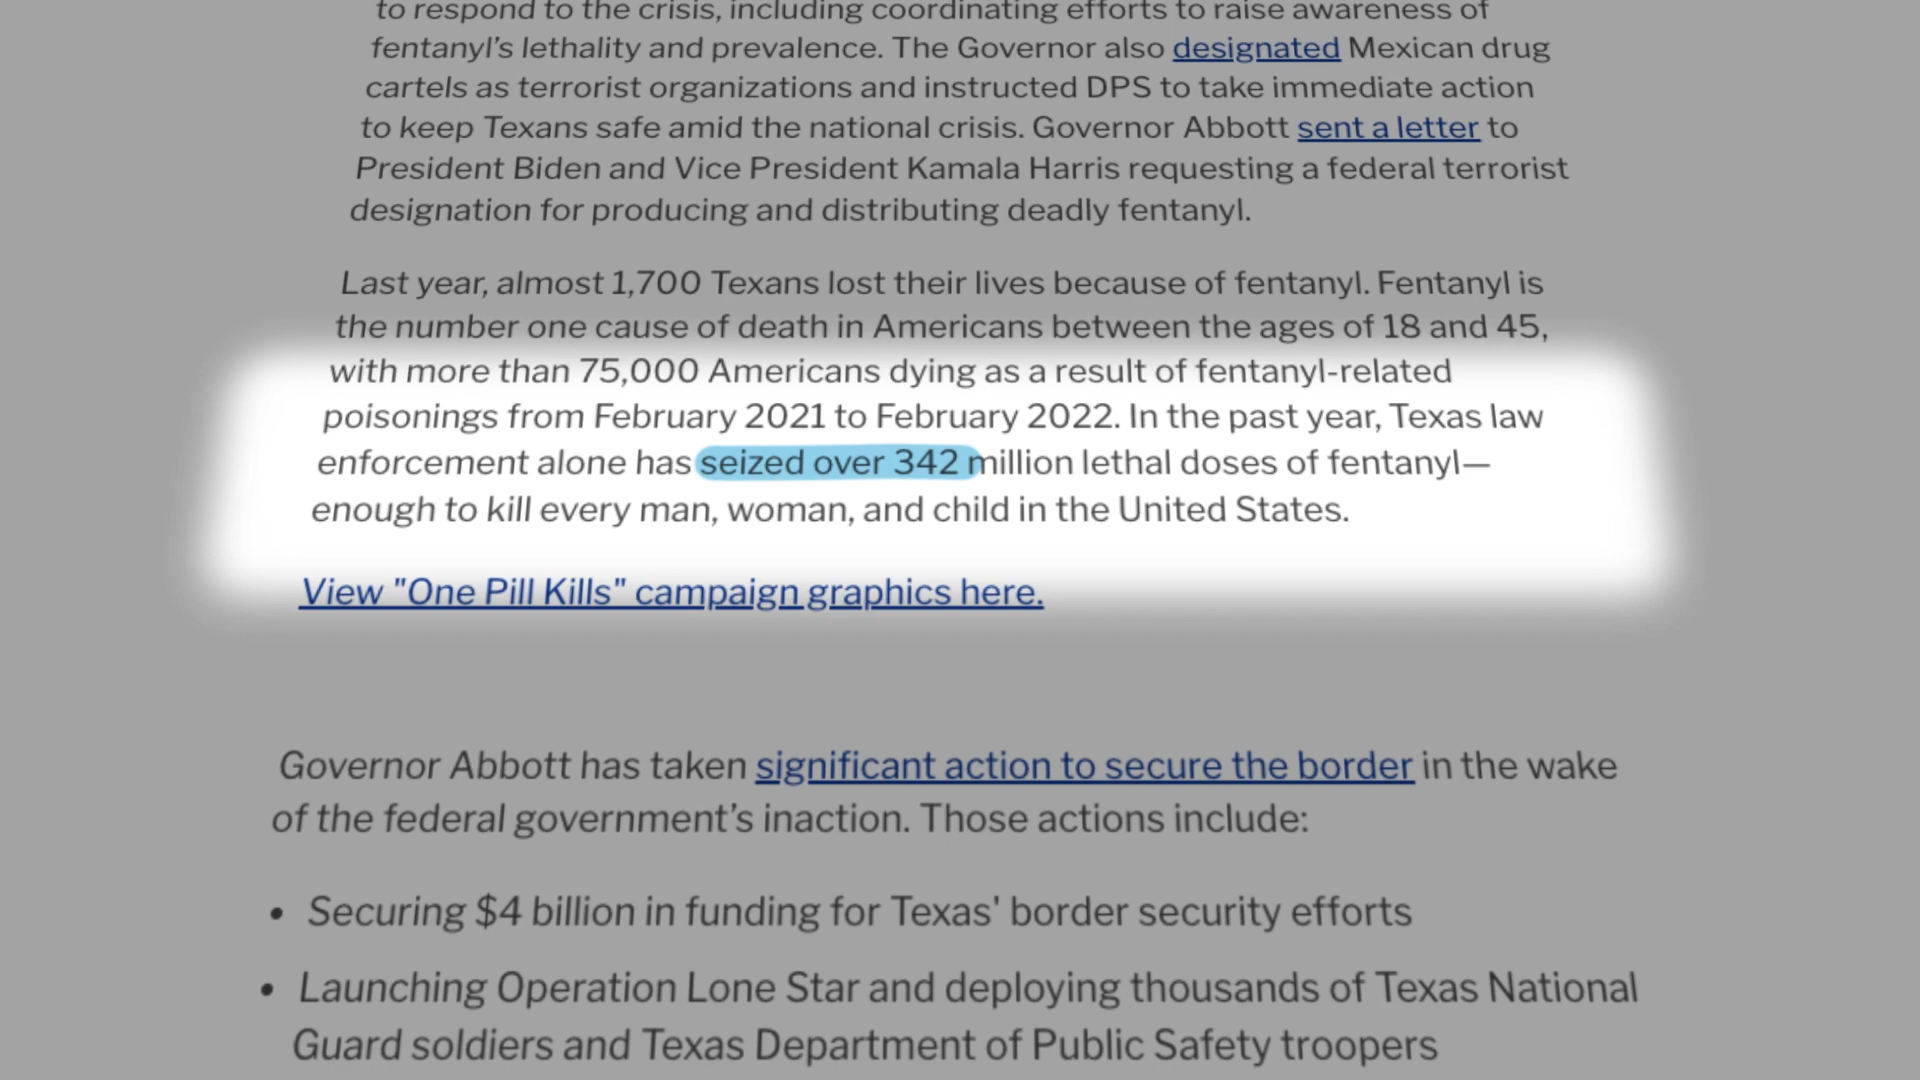 to respond to the crisis, including coordinating efforts to raise awareness of
fentanyl’s lethality and prevalence. The Governor also designated Mexican drug
cartels as terrorist organizations and instructed DPS to take immediate action
to keep Texans safe amid the national crisis. Governor Abbott sent a letter to
President Biden and Vice President Kamala Harris requesting a federal terrorist
designation for producing and distributing deadly fentanyl.
Last year, almost 1,700 Texans lost their lives because of fentanyl. Fentanyl is
the number one cause of death in Americans between the ages of 18 and 45,
with more than 75,000 Americans dying as a result of fentanyl-related
poisonings from February 2021 to February 2022. In the past year, Texas law
enforcement alone has seized over 342 million lethal doses of fentanyl—
enough to kill every man, woman, and child in the United States.
View "One Pill Kills" campaign graphics here.
Governor Abbott has taken significant action to secure the border in the wake
of the federal government’s inaction. Those actions include:
• Securing $4 billion in funding for Texas' border security efforts
• Launching Operation Lone Star and deploying thousands of Texas National
Guard soldiers and Texas Department of Public Safety troopers